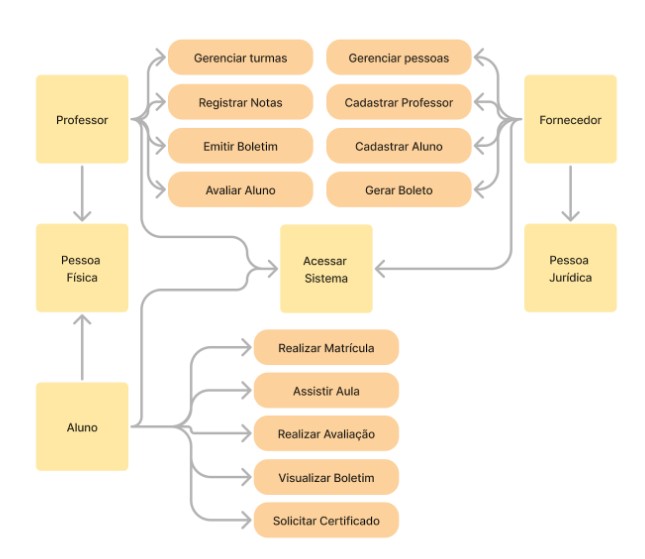 Gerenciar turmas
Gerenciar pessoas
Professor
Registrar Notas
Cadastrar Professor
Fornecedor
Emitir Boletim
Cadastrar Aluno
Avaliar Aluno
Gerar Boleto
Pessoa
Física
Acessar
Sistema
Pessoa
Jurídica
Realizar Matrícula
Assistir Aula
Aluno
Realizar Avaliação
Visualizar Boletim
Solicitar Certificado